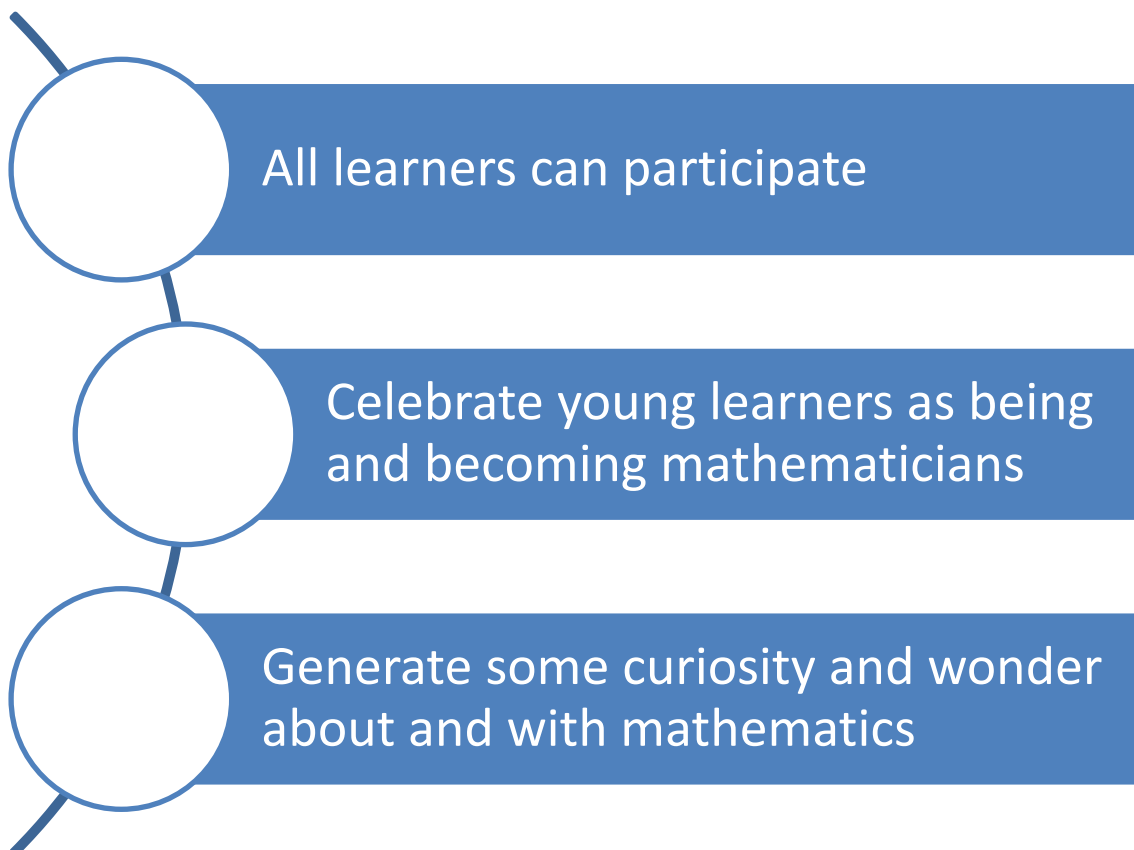 All learners can participate
Celebrate young learners as being
and becoming mathematicians
Generate some curiosity and wonder
about and with mathematics